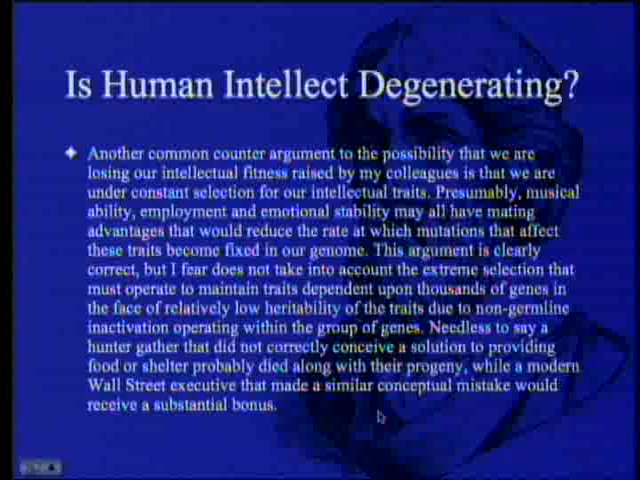 Is Human Intellect Degenerating?
Another common counter argument to the possibility that we are
losing our intellectual fitness raised by my colleagues is that we are
under constant selection for our intellectual traits. Presumably, musical
ability, employment and emotional stability may all have mating
advantages that would reduce the rate at which mutations that affect
these traits become fixed in our genome. This argument is clearly
correct, but I fear does not take into account the extreme selection that
must operate to maintain traits dependent upon thousands of genes in
the face of relatively low heritability of the traits due to non-germline
inactivation operating within the group of genes. Needless to say a
hunter gather that did not correctly conceive a solution to providing
food or shelter probably died along with their progeny, while a modern
Wall Street executive that made a similar conceptual mistake would
receive a substantial bonus.